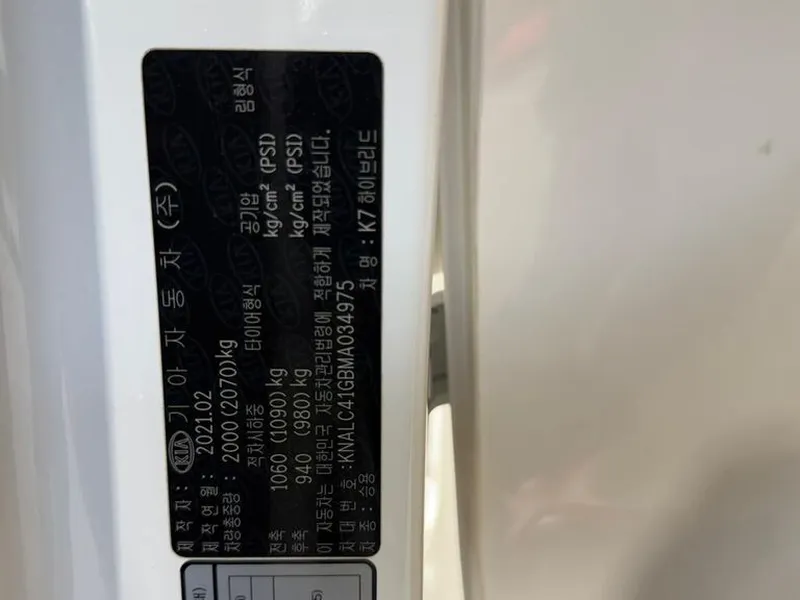 제 작 자 : KIA 기 아 자 동 차 (주)
제 작 연 월 : 2021.02
차량총중량 : 2000(2070)kg
적차시하중 타이어형식 공기압 림형식
전축 1060 (1090)kg kg/cm² (PSI)
후축 940 (980)kg kg/cm² (PSI)
이 자동차는 대한민국 자동차관리법령에 적합하게 제작되었습니다.
차 대 번 호 : KNALC41GBMA034975
차 종 : 승용 차 명 : K7 하이브리드